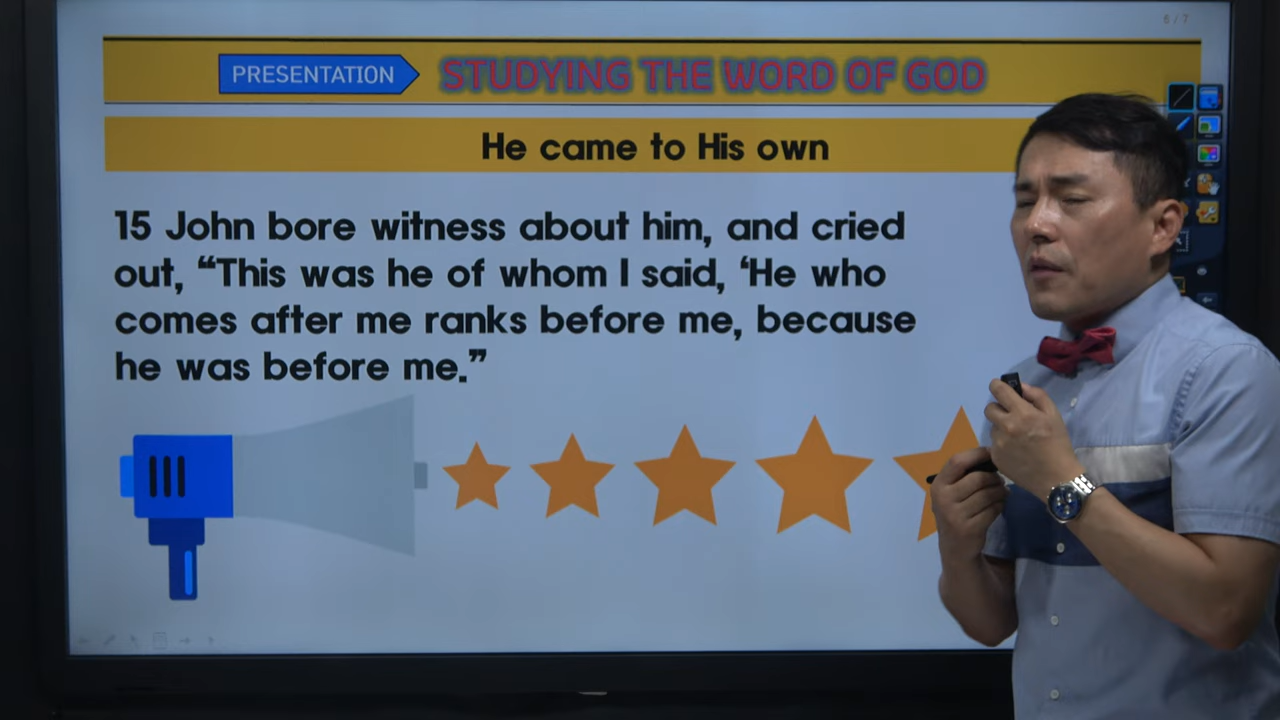 6 / 7
PRESENTATION
STUDYING THE WORD OF GOD
He came to His own
15 John bore witness about him, and cried
out, “This was he of whom I said, ‘He who
comes after me ranks before me, because
he was before me.”